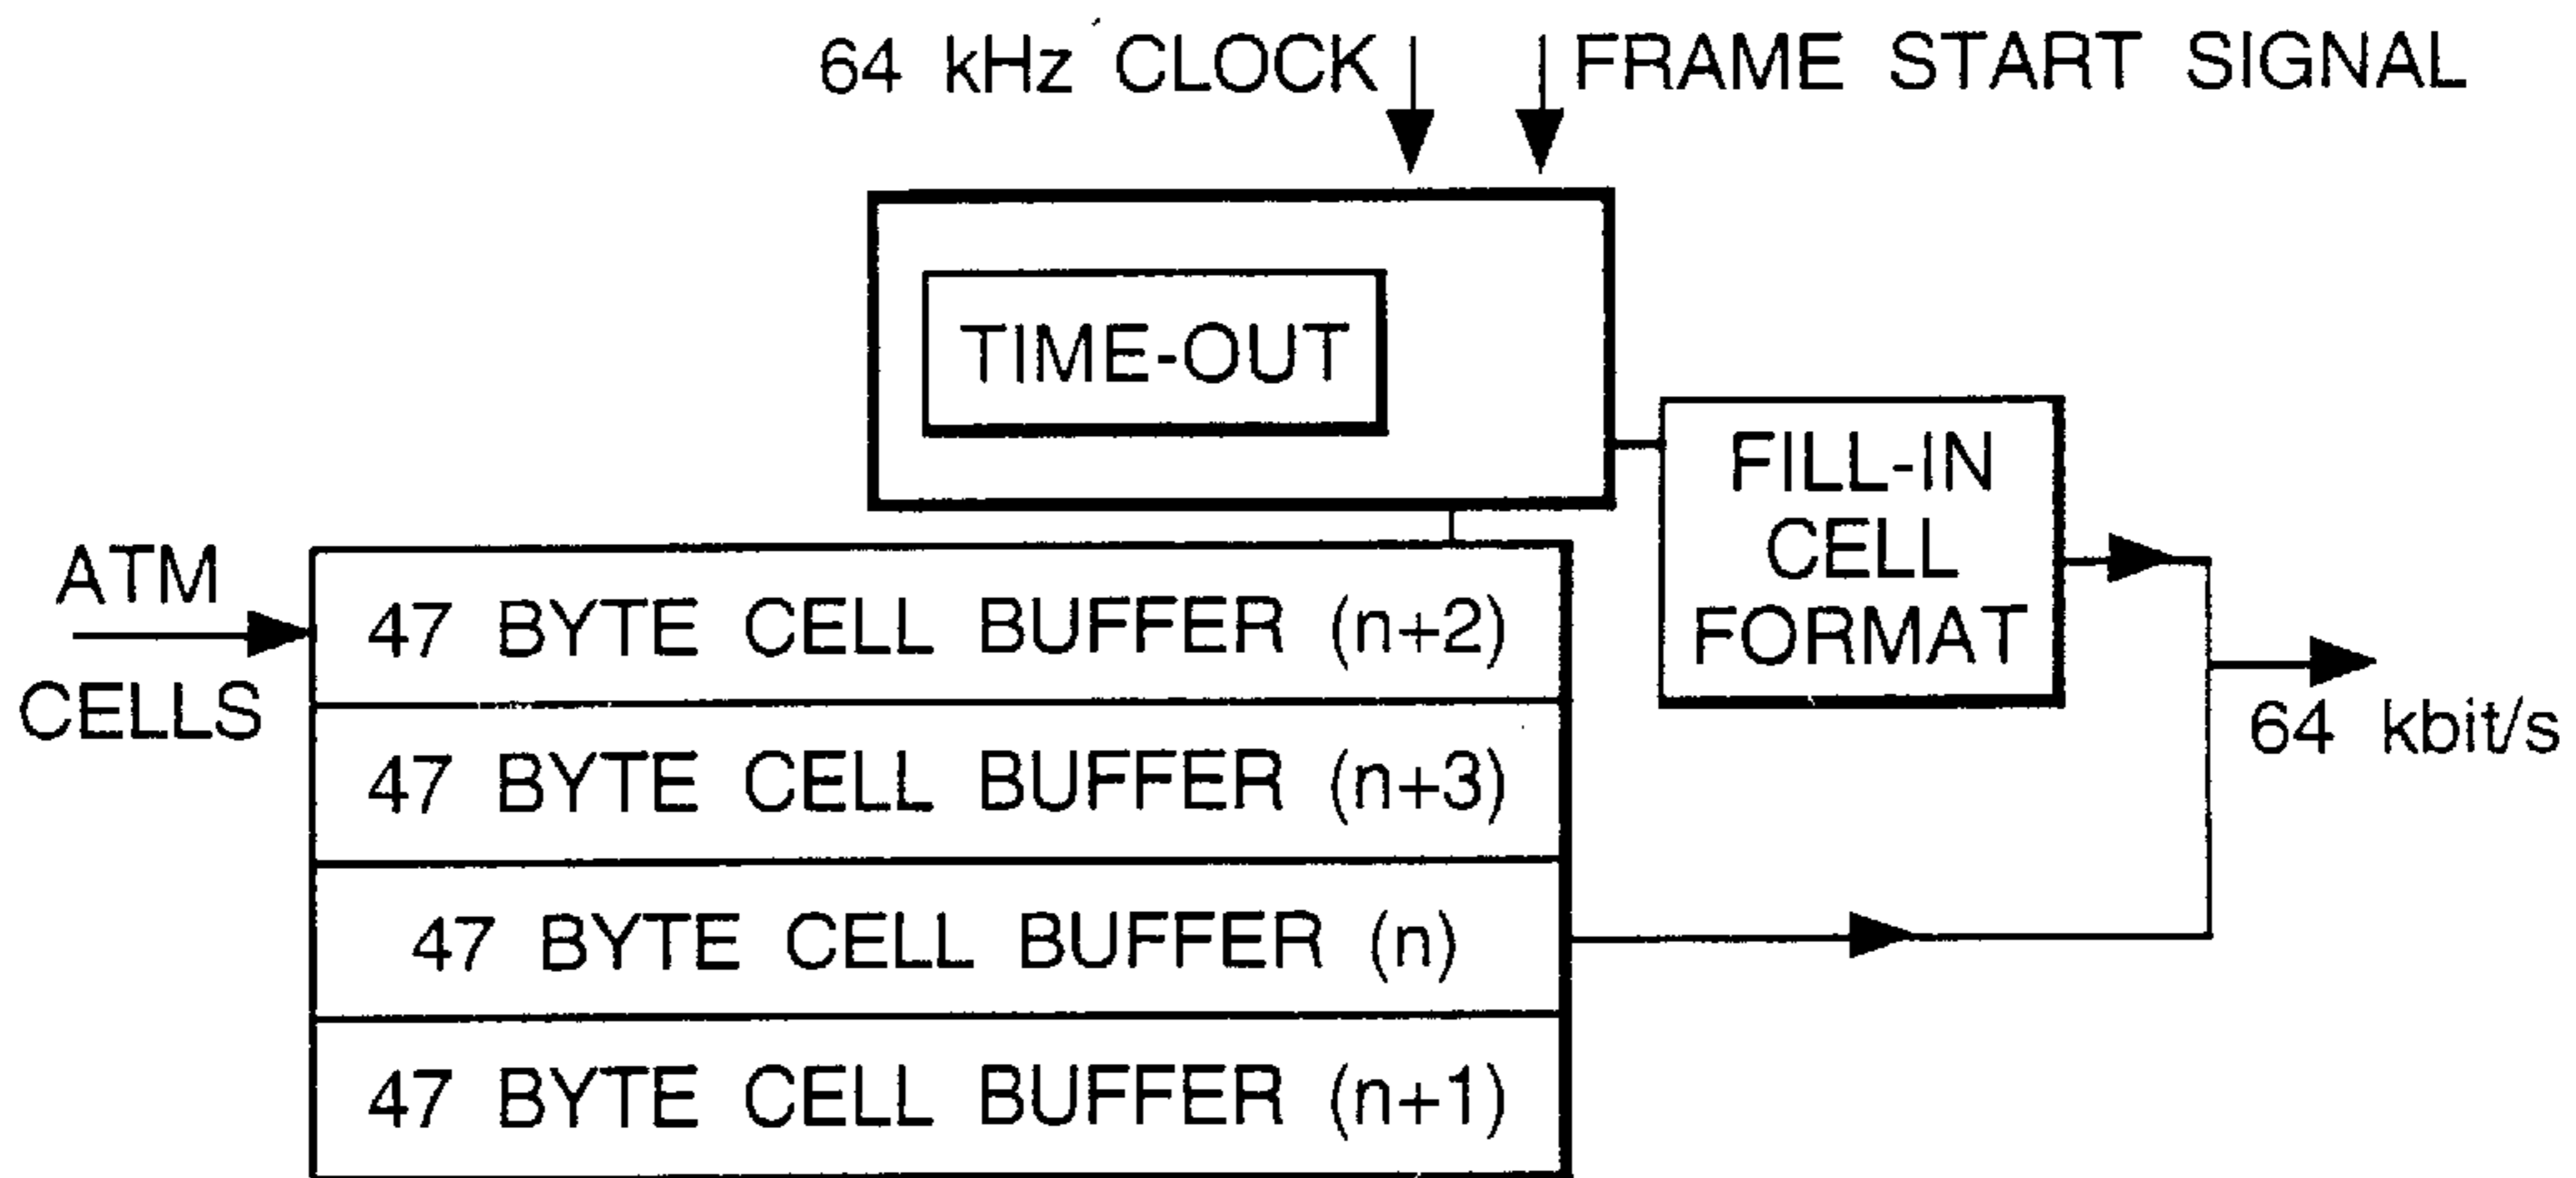 64 kHz CLOCK
FRAME START SIGNAL
TIME-OUT
FILL-IN
CELL
FORMAT
ATM
CELLS
47 BYTE CELL BUFFER (n+2)
47 BYTE CELL BUFFER (n+3)
47 BYTE CELL BUFFER (n)
47 BYTE CELL BUFFER (n+1)
64 kbit/s